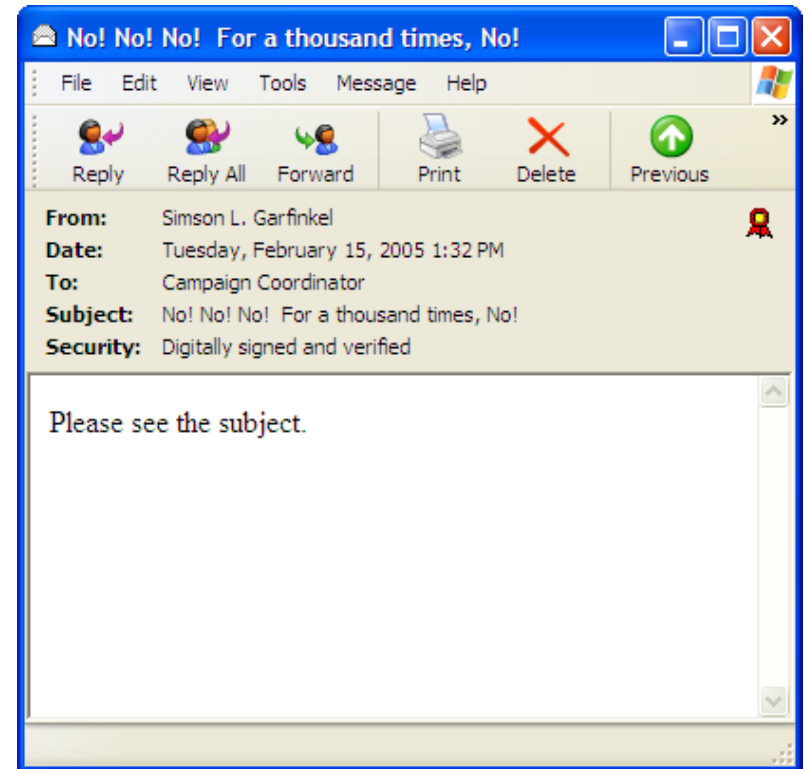 No! No! No! For a thousand times, No!
File Edit View Tools Message Help
Reply Reply All Forward Print Delete Previous »
From: Simson L. Garfinkel
Date: Tuesday, February 15, 2005 1:32 PM
To: Campaign Coordinator
Subject: No! No! No! For a thousand times, No!
Security: Digitally signed and verified
Please see the subject.